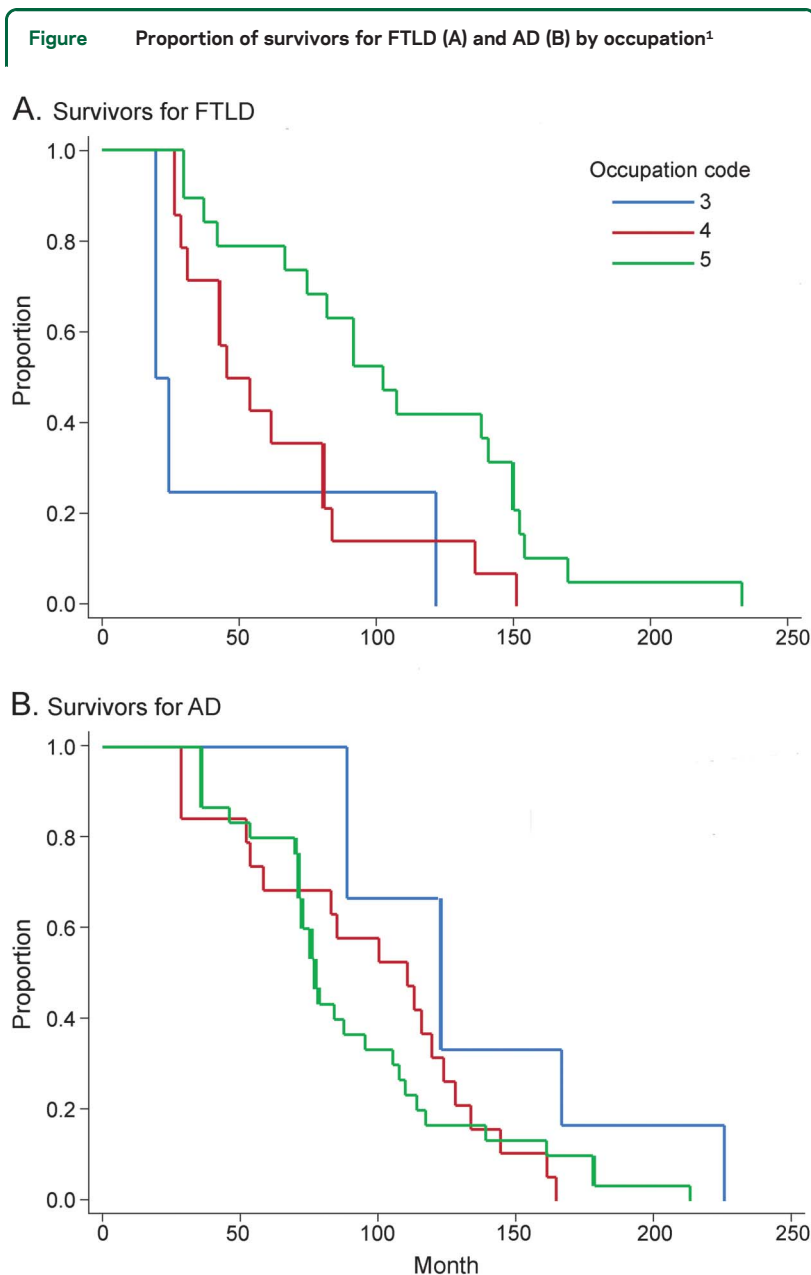 Figure Proportion of survivors for FTLD (A) and AD (B) by occupation¹
A. Survivors for FTLD
1.0
0.8
0.6
0.4
0.2
0.0
Proportion
Occupation code
3
4
5
0 50 100 150 200 250
B. Survivors for AD
1.0
0.8
0.6
0.4
0.2
0.0
Proportion
0 50 100 150 200 250
Month